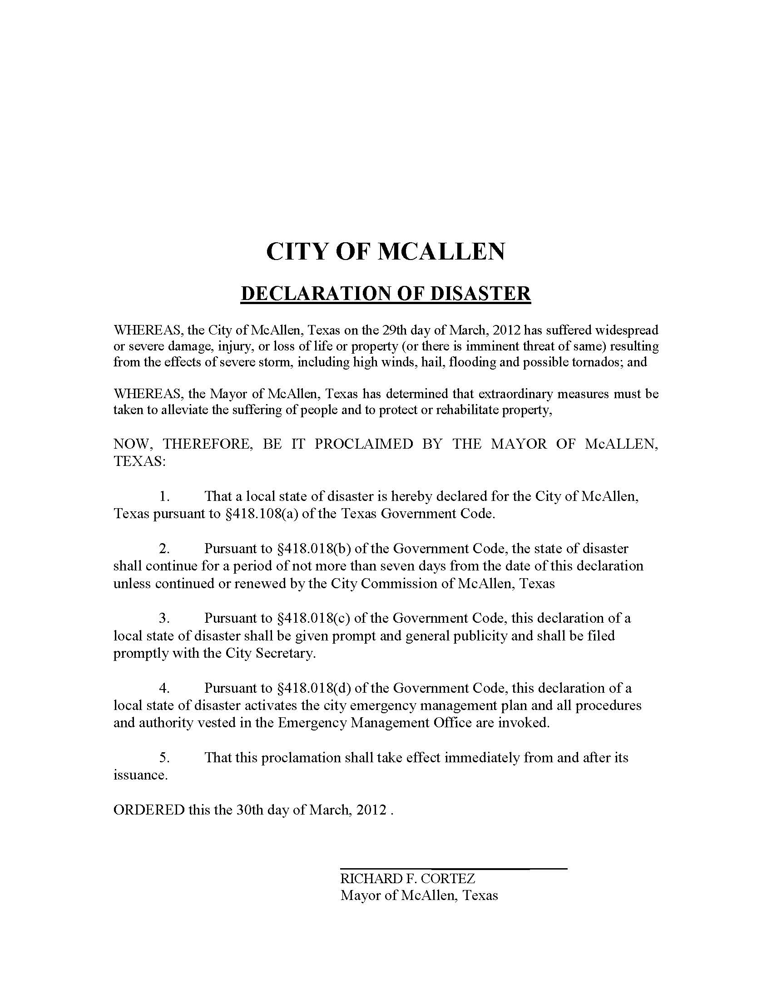 CITY OF MCALLEN
DECLARATION OF DISASTER
WHEREAS, the City of McAllen, Texas on the 29th day of March, 2012 has suffered widespread
or severe damage, injury, or loss of life or property (or there is imminent threat of same) resulting
from the effects of severe storm, including high winds, hail, flooding and possible tornados; and
WHEREAS, the Mayor of McAllen, Texas has determined that extraordinary measures must be
taken to alleviate the suffering of people and to protect or rehabilitate property,
NOW, THEREFORE, BE IT PROCLAIMED BY THE MAYOR OF McALLEN,
TEXAS:
1. That a local state of disaster is hereby declared for the City of McAllen,
Texas pursuant to §418.108(a) of the Texas Government Code.
2. Pursuant to §418.018(b) of the Government Code, the state of disaster
shall continue for a period of not more than seven days from the date of this declaration
unless continued or renewed by the City Commission of McAllen, Texas
3. Pursuant to §418.018(c) of the Government Code, this declaration of a
local state of disaster shall be given prompt and general publicity and shall be filed
promptly with the City Secretary.
4. Pursuant to §418.018(d) of the Government Code, this declaration of a
local state of disaster activates the city emergency management plan and all procedures
and authority vested in the Emergency Management Office are invoked.
5. That this proclamation shall take effect immediately from and after its
issuance.
ORDERED this the 30th day of March, 2012 .
RICHARD F. CORTEZ
Mayor of McAllen, Texas